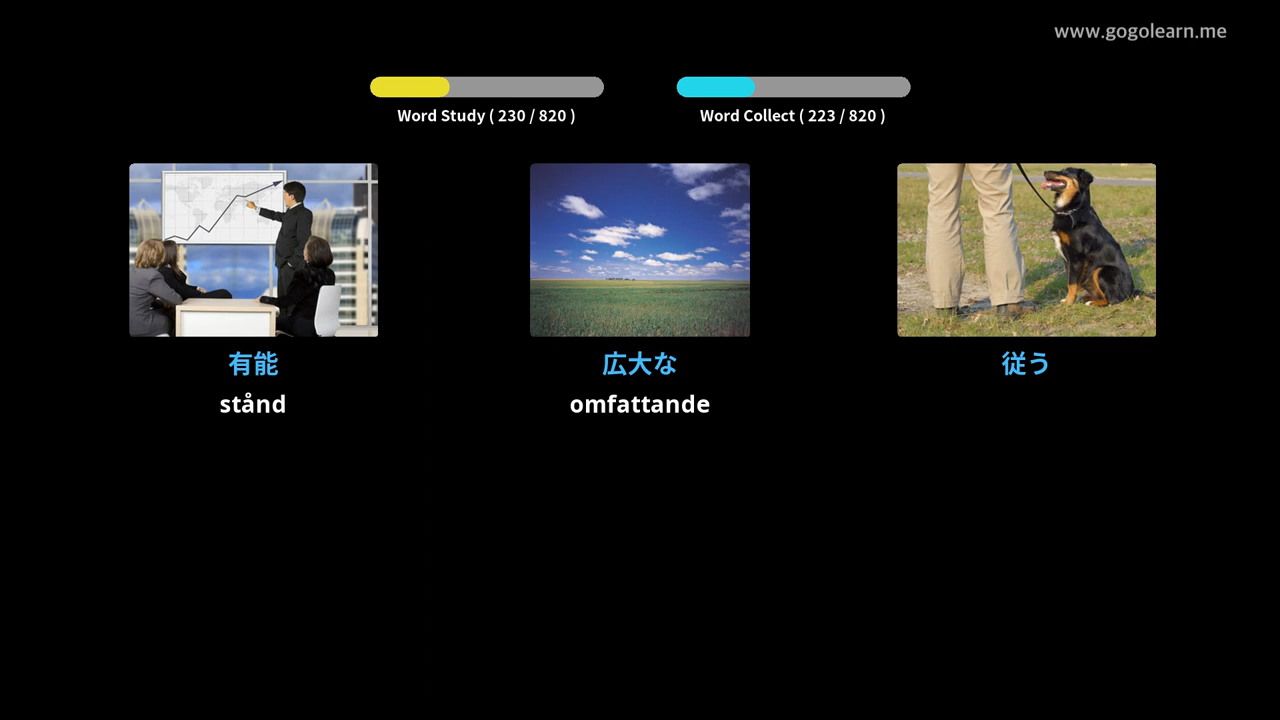 www.gogolearn.me
Word Study ( 230 / 820 )
Word Collect ( 223 / 820 )
有能
stånd
広大な
omfattande
従う